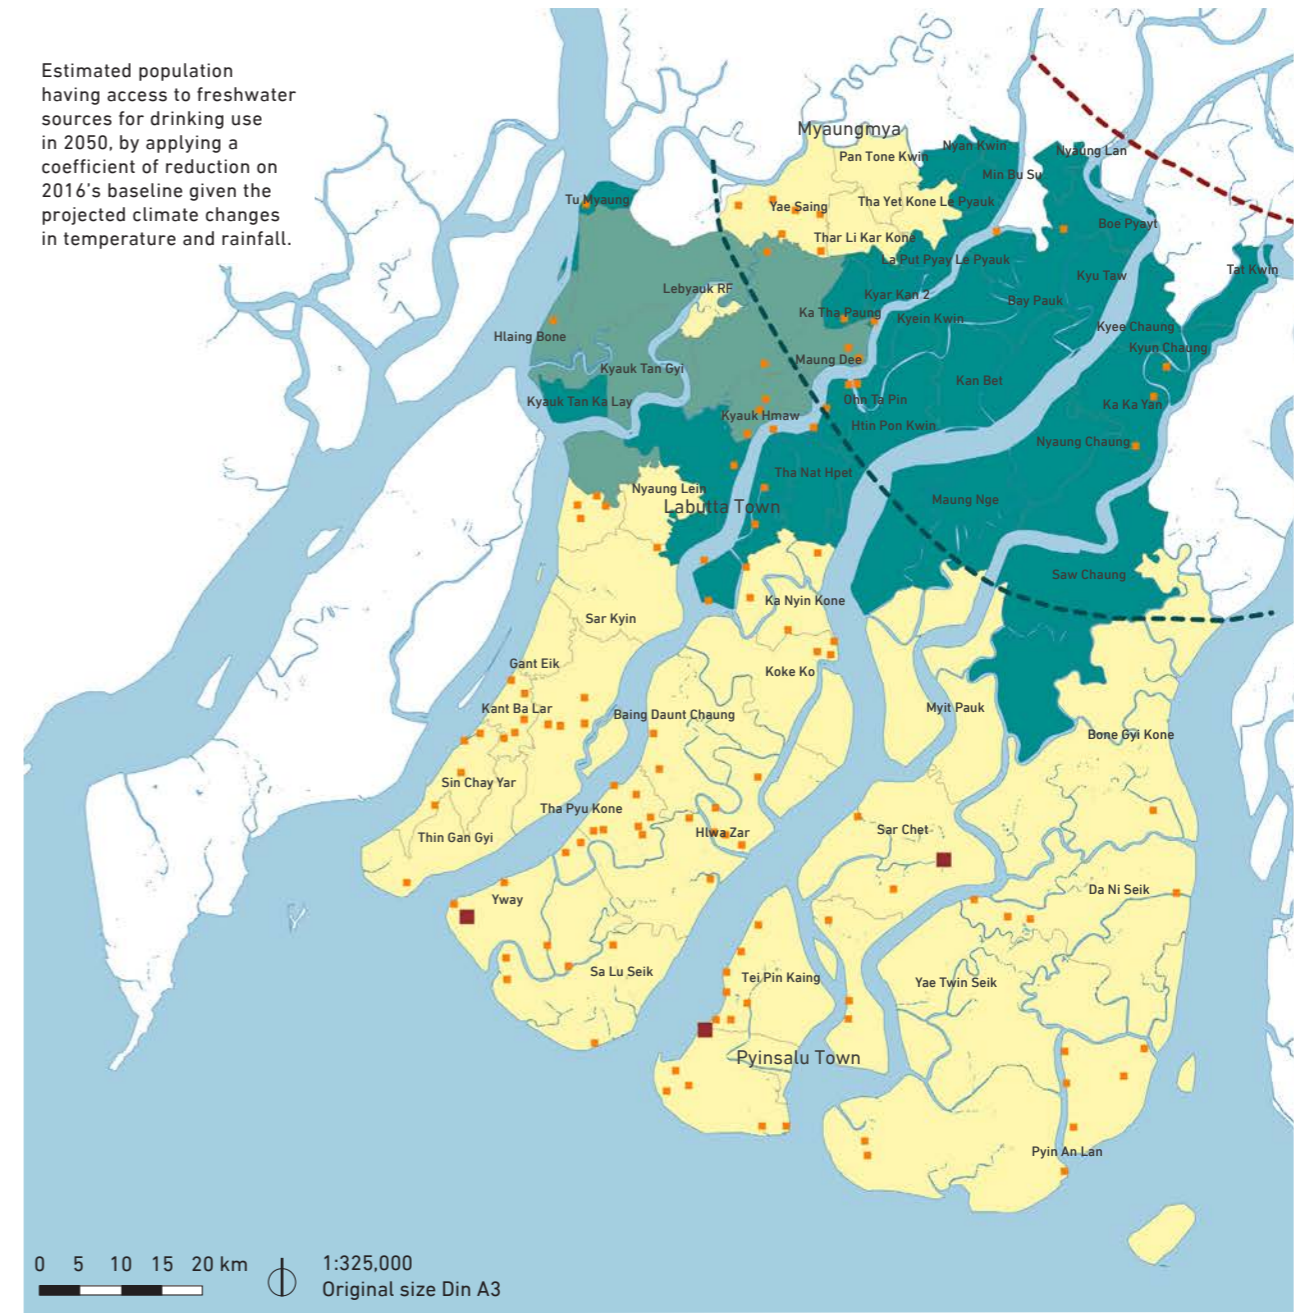 Estimated population
having access to freshwater
sources for drinking use
in 2050, by applying a
coefficient of reduction on
2016's baseline given the
projected climate changes
in temperature and rainfall.
Myaungmya
Pan Tone Kwin
Nyan Kwin
Nyaung Lan
Min Bu Su
Tu Myaung
Yae Saing
Tha Yet Kone Le Pyauk
Boe Pyayt
Thar Li Kar Kone
La Put Pyay Le Pyauk
Tat Kwin
Kyu Taw
Lebyauk RF
Kyar Kan 2
Bay Pauk
Ka Tha Paung
Kyein Kwin
Kyee Chaung
Hlaing Bone
Kyun Chaung
Maung Dee
Kyauk Tan Gyi
Kan Bet
Kyauk Tan Ka Lay
Ohn Ta Pin
Ka Ka Yan
Kyauk Hmaw
Htin Pon Kwin
Nyaung Chaung
Tha Nat Hpet
Nyaung Lein
Maung Nge
Labutta Town
Saw Chaung
Ka Nyin Kone
Sar Kyin
Gant Eik
Koke Ko
Kant Ba Lar
Baing Daunt Chaung
Myit Pauk
Bone Gyi Kone
Sin Chay Yar
Tha Pyu Kone
Hlwa Zar
Sar Chet
Thin Gan Gyi
Da Ni Seik
Yway
Sa Lu Seik
Tei Pin Kaing
Yae Twin Seik
Pyinsalu Town
Pyin An Lan
0 5 10 15 20 km
1:325,000
Original size Din A3